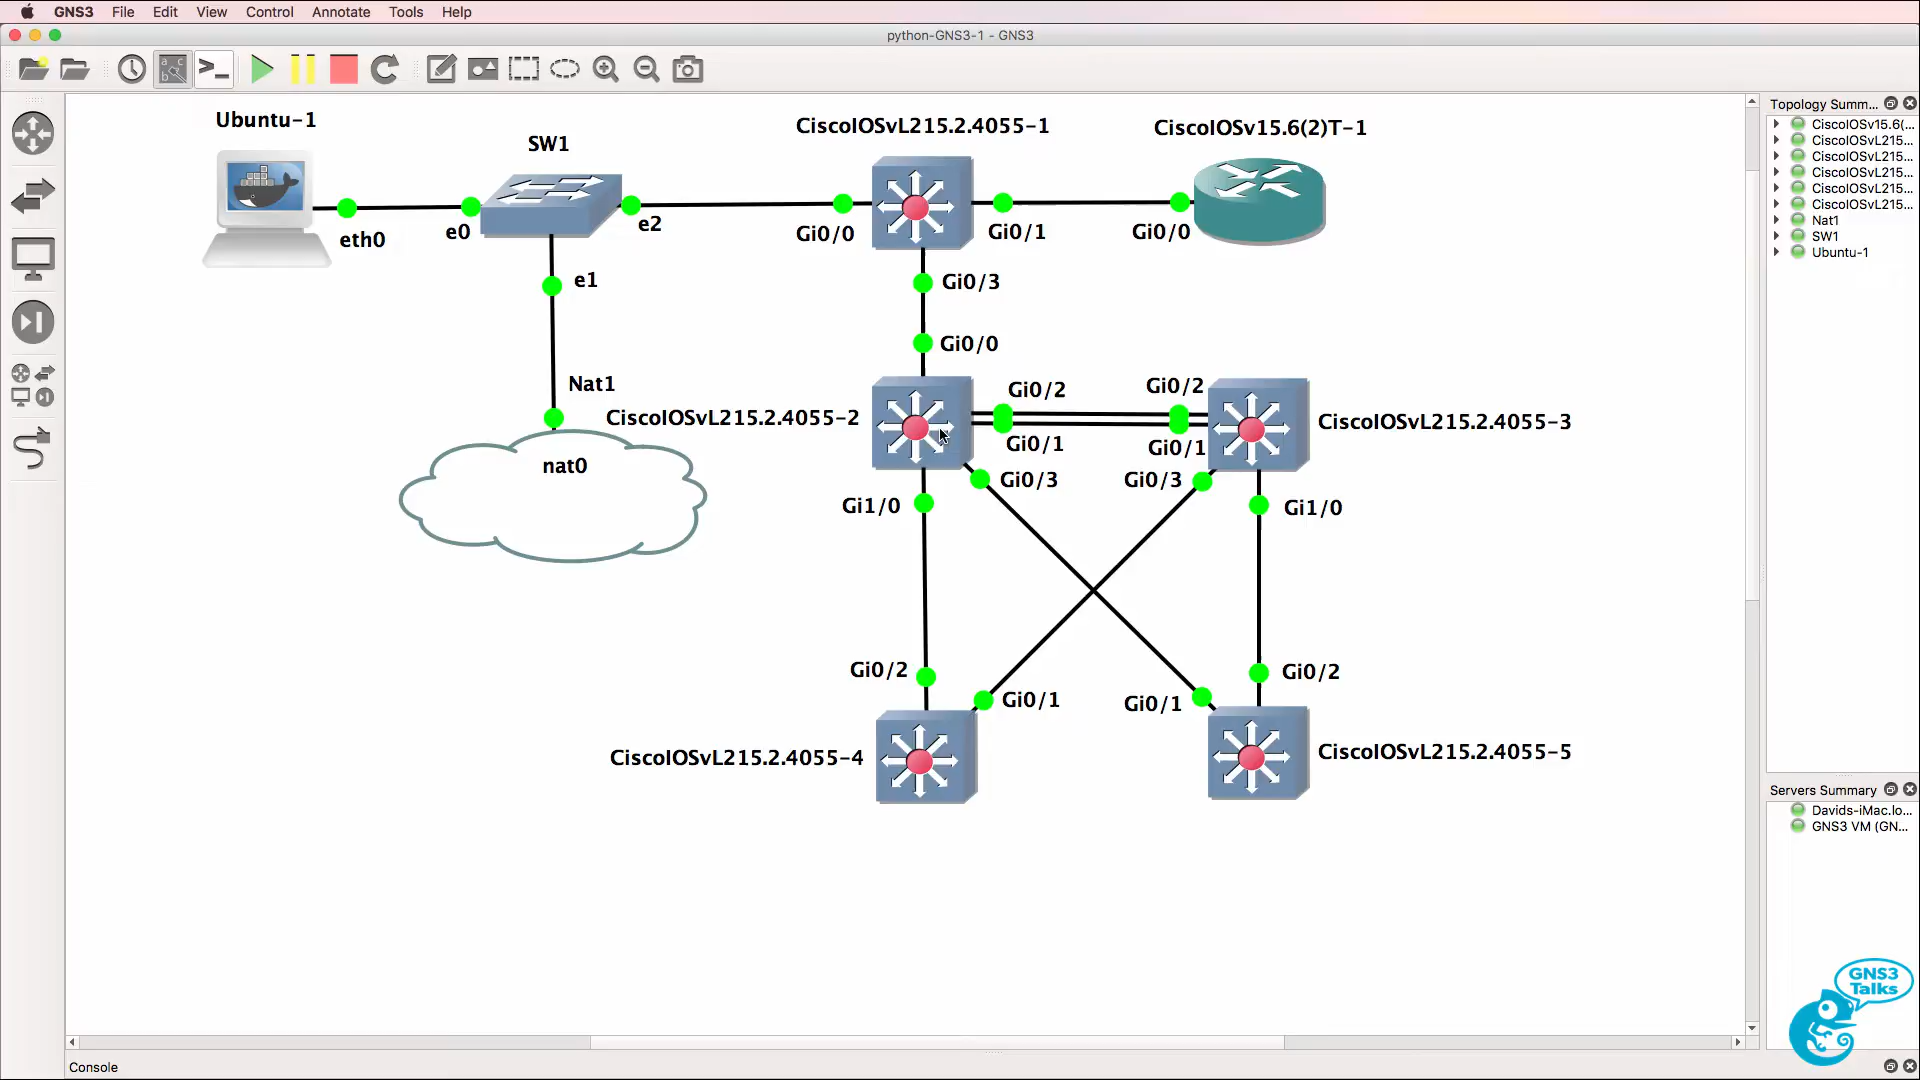 GNS3 File Edit View Control Annotate Tools Help
python-GNS3-1 - GNS3
Ubuntu-1
SW1
CiscoIOSvL215.2.4055-1
CiscoIOSv15.6(2)T-1
eth0
e0
e2
Gi0/0
Gi0/1
Gi0/0
e1
Gi0/3
Gi0/0
Nat1
nat0
CiscoIOSvL215.2.4055-2
Gi0/2
Gi0/2
CiscoIOSvL215.2.4055-3
Gi0/1
Gi0/1
Gi0/3
Gi0/3
Gi1/0
Gi1/0
Gi0/2
Gi0/1
Gi0/1
Gi0/2
CiscoIOSvL215.2.4055-4
CiscoIOSvL215.2.4055-5
Topology Summ...
CiscoIOSv15.6(...
CiscoIOSvL215...
CiscoIOSvL215...
CiscoIOSvL215...
CiscoIOSvL215...
CiscoIOSvL215...
Nat1
SW1
Ubuntu-1
Servers Summary
Davids-iMac.lo...
GNS3 VM (GN...
GNS3
Talks
Console